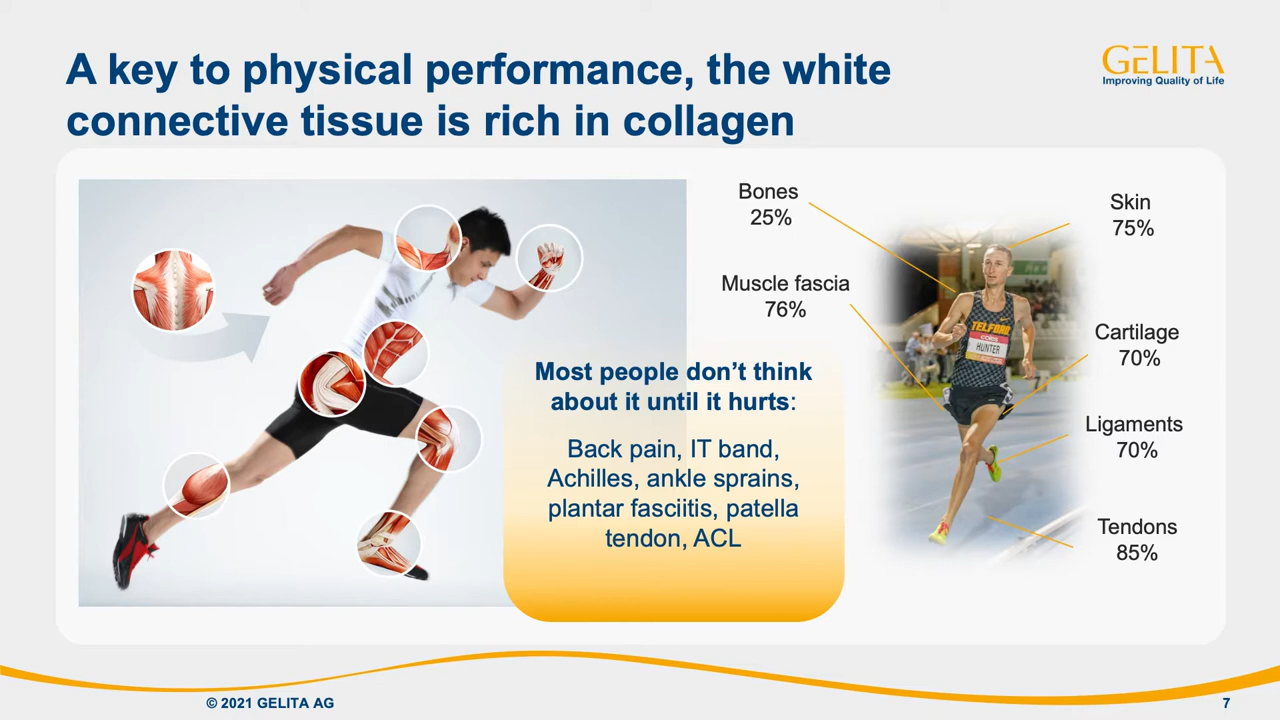 A key to physical performance, the white
connective tissue is rich in collagen
GELITA
Improving Quality of Life
Bones
25%
Skin
75%
Muscle fascia
76%
Cartilage
70%
Ligaments
70%
Tendons
85%
TELFORD
HUNTER
Most people don’t think
about it until it hurts:
Back pain, IT band,
Achilles, ankle sprains,
plantar fasciitis, patella
tendon, ACL
© 2021 GELITA AG
7